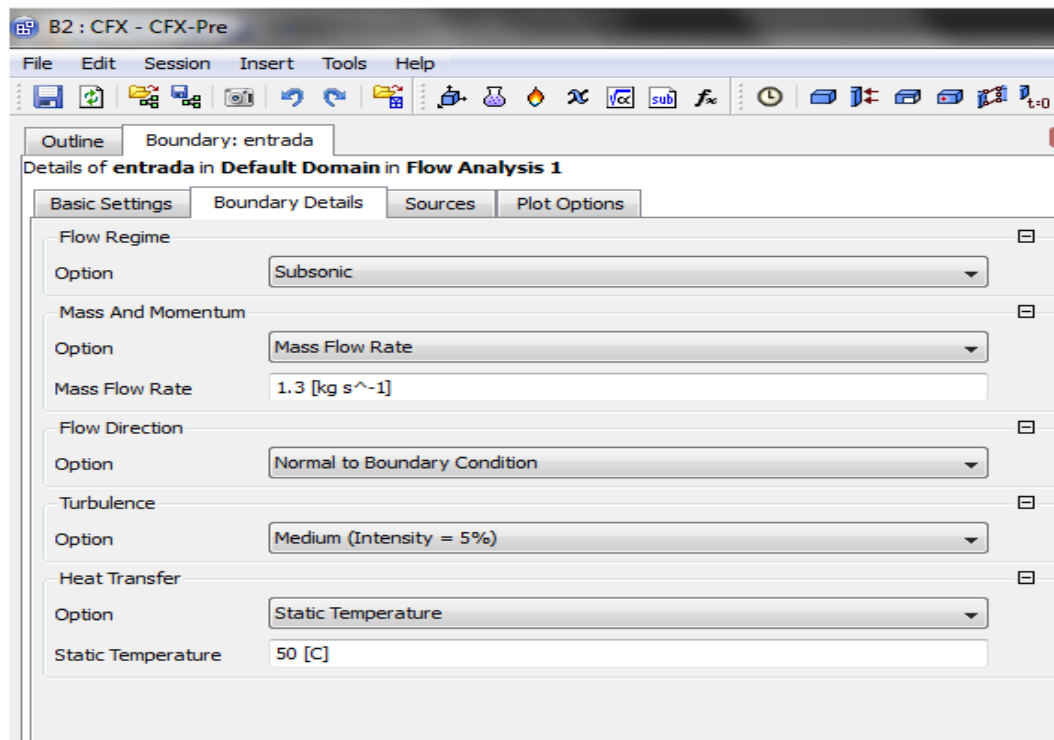 B2 : CFX - CFX-Pre
File Edit Session Insert Tools Help
√α sub f≈ t=0
Outline Boundary: entrada
Details of entrada in Default Domain in Flow Analysis 1
Basic Settings Boundary Details Sources Plot Options
Flow Regime
Option Subsonic
Mass And Momentum
Option Mass Flow Rate
Mass Flow Rate 1.3 [kg s^-1]
Flow Direction
Option Normal to Boundary Condition
Turbulence
Option Medium (Intensity = 5%)
Heat Transfer
Option Static Temperature
Static Temperature 50 [C]